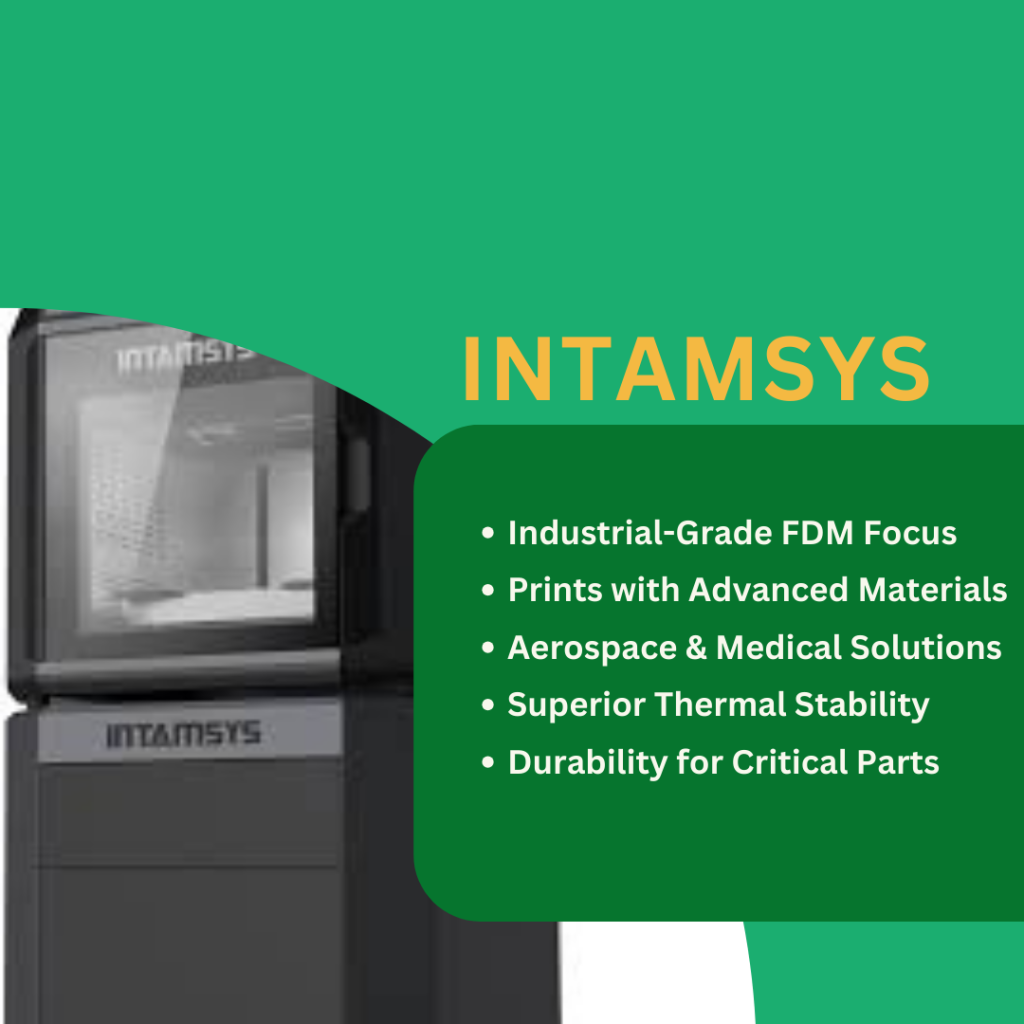 INTAMSYS
INTAMSYS
• Industrial-Grade FDM Focus
• Prints with Advanced Materials
• Aerospace & Medical Solutions
• Superior Thermal Stability
• Durability for Critical Parts
INTAMSYS